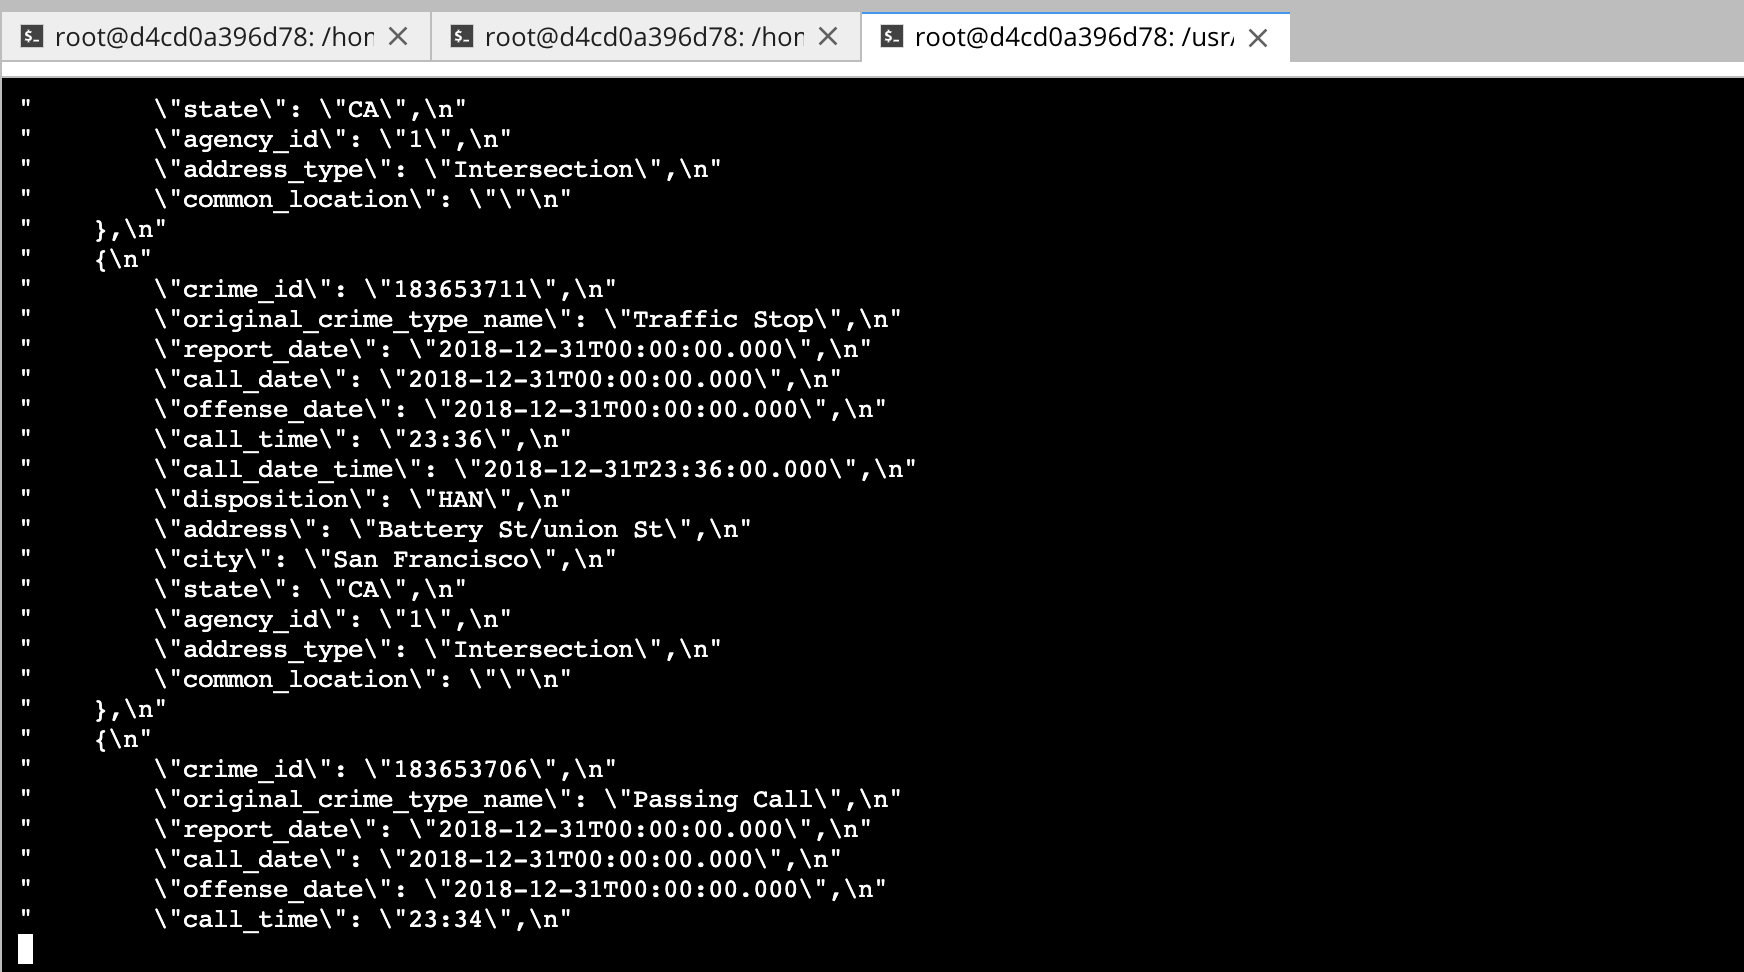 root@d4cd0a396d78: /hon
root@d4cd0a396d78: /hon
root@d4cd0a396d78: /usr/
"        \"state\": \"CA\",\n"
"        \"agency_id\": \"1\",\n"
"        \"address_type\": \"Intersection\",\n"
"        \"common_location\": \"\"\n"
"    },\n"
"    {\n"
"        \"crime_id\": \"183653711\",\n"
"        \"original_crime_type_name\": \"Traffic Stop\",\n"
"        \"report_date\": \"2018-12-31T00:00:00.000\",\n"
"        \"call_date\": \"2018-12-31T00:00:00.000\",\n"
"        \"offense_date\": \"2018-12-31T00:00:00.000\",\n"
"        \"call_time\": \"23:36\",\n"
"        \"call_date_time\": \"2018-12-31T23:36:00.000\",\n"
"        \"disposition\": \"HAN\",\n"
"        \"address\": \"Battery St/union St\",\n"
"        \"city\": \"San Francisco\",\n"
"        \"state\": \"CA\",\n"
"        \"agency_id\": \"1\",\n"
"        \"address_type\": \"Intersection\",\n"
"        \"common_location\": \"\"\n"
"    },\n"
"    {\n"
"        \"crime_id\": \"183653706\",\n"
"        \"original_crime_type_name\": \"Passing Call\",\n"
"        \"report_date\": \"2018-12-31T00:00:00.000\",\n"
"        \"call_date\": \"2018-12-31T00:00:00.000\",\n"
"        \"offense_date\": \"2018-12-31T00:00:00.000\",\n"
"        \"call_time\": \"23:34\",\n"